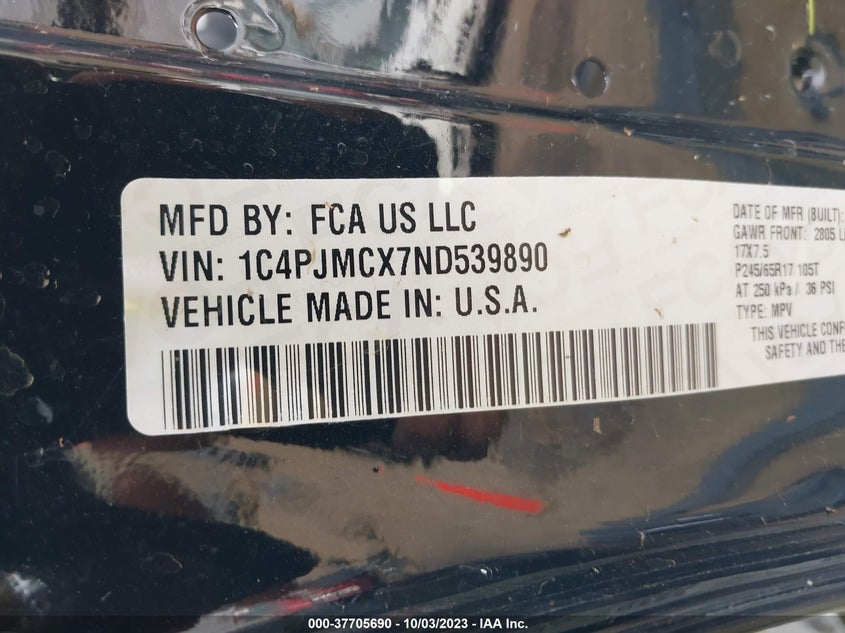 MFD BY: FCA US LLC
VIN: 1C4PJMCX7ND539890
VEHICLE MADE IN: U.S.A.
DATE OF MFR (BUILT):
GAWR FRONT: 2805
17X7.5
P245/65R17 105T
AT 250 kPa / 36 PSI
TYPE: MPV
THIS VEHICLE
SAFETY AND
000-37705690 - 10/03/2023 - IAA Inc.